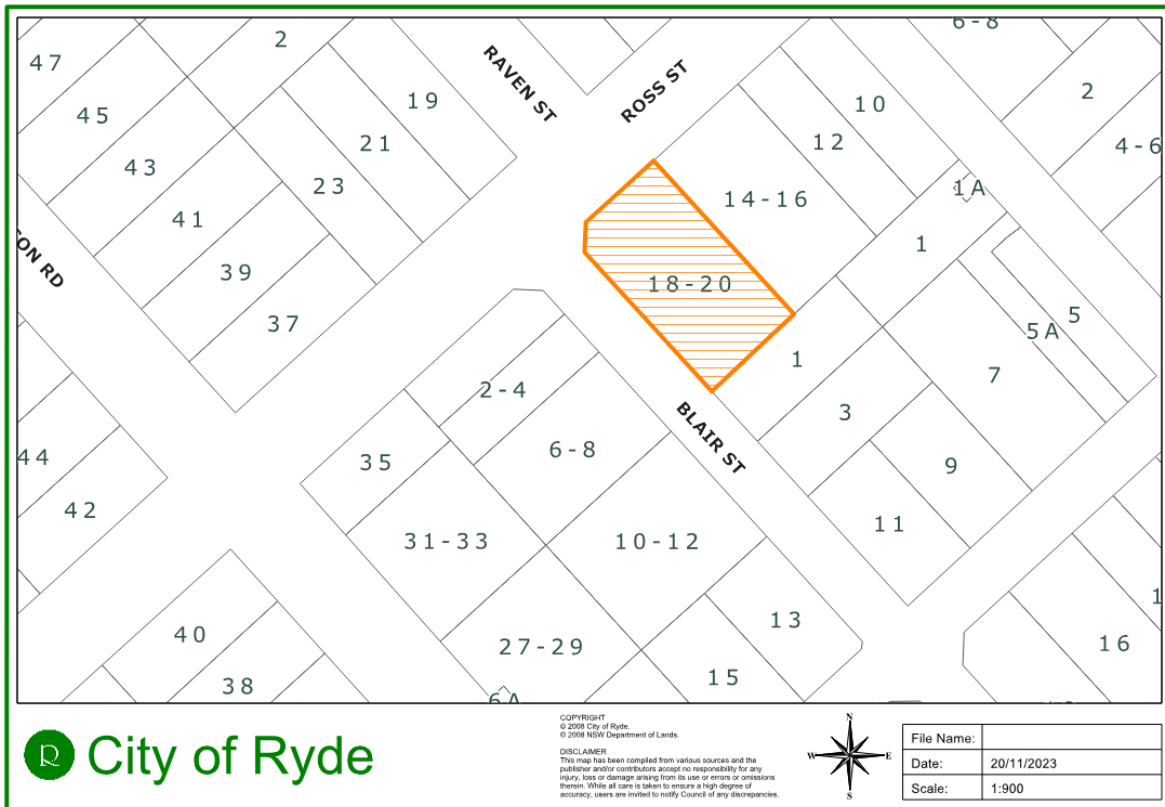 6-8
2
47
RAVEN ST
ROSS ST
19
2
10
45
21
12
4-6
43
23
14-16
1A
41
1
ON RD
39
18-20
5
37
5A
1
7
2-4
3
BLAIR ST
35
6-8
9
44
42
11
31-33
10-12
1
13
40
27-29
16
15
38
6A
R City of Ryde
COPYRIGHT
© 2008 City of Ryde.
© 2008 NSW Department of Lands.
DISCLAIMER
This map has been compiled from various sources and the
publisher and/or contributors accept no responsibility for any
injury, loss or damage arising from its use or errors or omissions
therein. While all care is taken to ensure a high degree of
accuracy, users are invited to notify Council of any discrepancies.
N
W E
S
File Name:
Date: 20/11/2023
Scale: 1:900